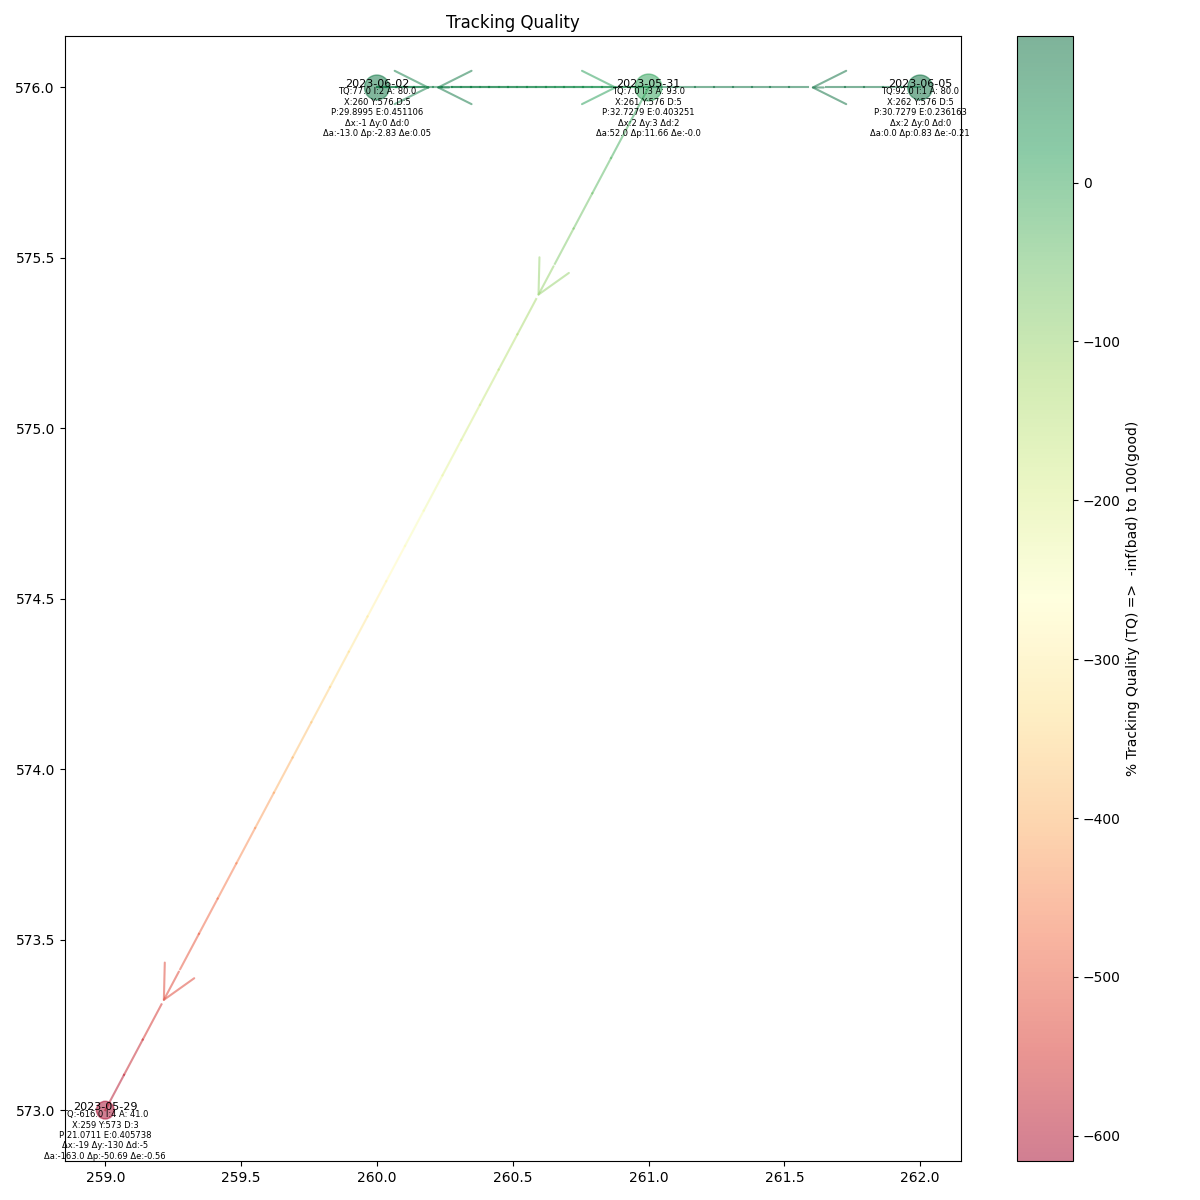 Tracking Quality
576.0
575.5
575.0
574.5
574.0
573.5
573.0
2023-06-02
TQ:77.0 I:2 A: 80.0
X:260 Y:576 D:5
P:29.8995 E:0.451106
Δx:-1 Δy:0 Δd:0
Δa:-13.0 Δp:-2.83 Δe:0.05
2023-05-31
TQ:7.0 I:3 A: 93.0
X:261 Y:576 D:5
P:32.7279 E:0.403251
Δx:2 Δy:3 Δd:2
Δa:52.0 Δp:11.66 Δe:-0.0
2023-06-05
TQ:92.0 I:1 A: 80.0
X:262 Y:576 D:5
P:30.7279 E:0.236163
Δx:2 Δy:0 Δd:0
Δa:0.0 Δp:0.83 Δe:-0.21
2023-05-29
TQ:-616.0 I:4 A: 41.0
X:259 Y:573 D:3
P:21.0711 E:0.405738
Δx:-19 Δy:-130 Δd:-5
Δa:-163.0 Δp:-50.69 Δe:-0.56
259.0
259.5
260.0
260.5
261.0
261.5
262.0
0
−100
−200
−300
−400
−500
−600
% Tracking Quality (TQ) => -inf(bad) to 100(good)